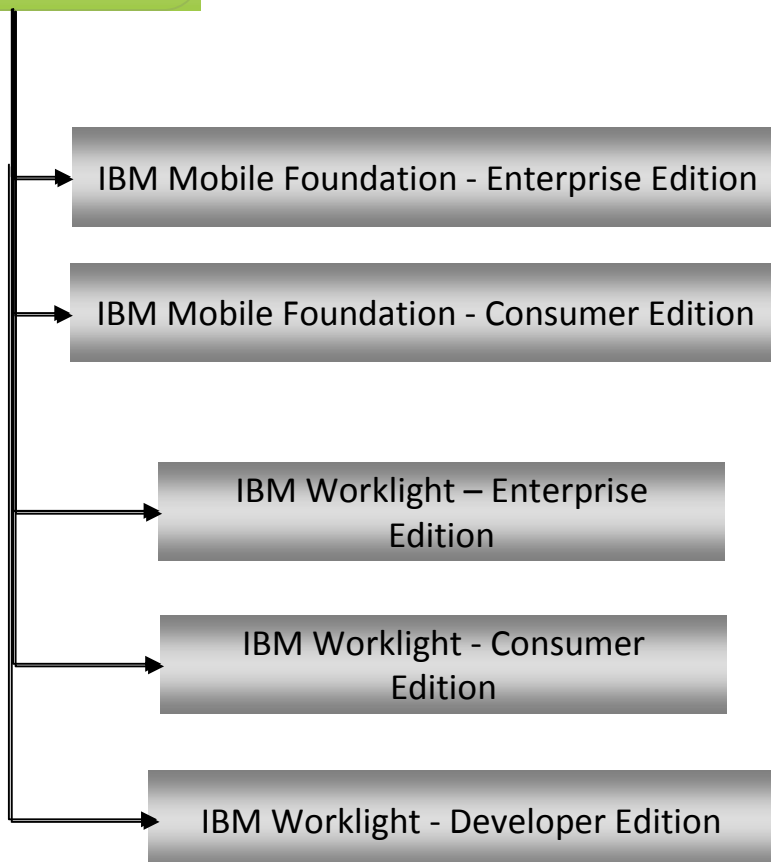 IBM Mobile Foundation - Enterprise Edition
IBM Mobile Foundation - Consumer Edition
IBM Worklight – Enterprise
Edition
IBM Worklight - Consumer
Edition
IBM Worklight - Developer Edition